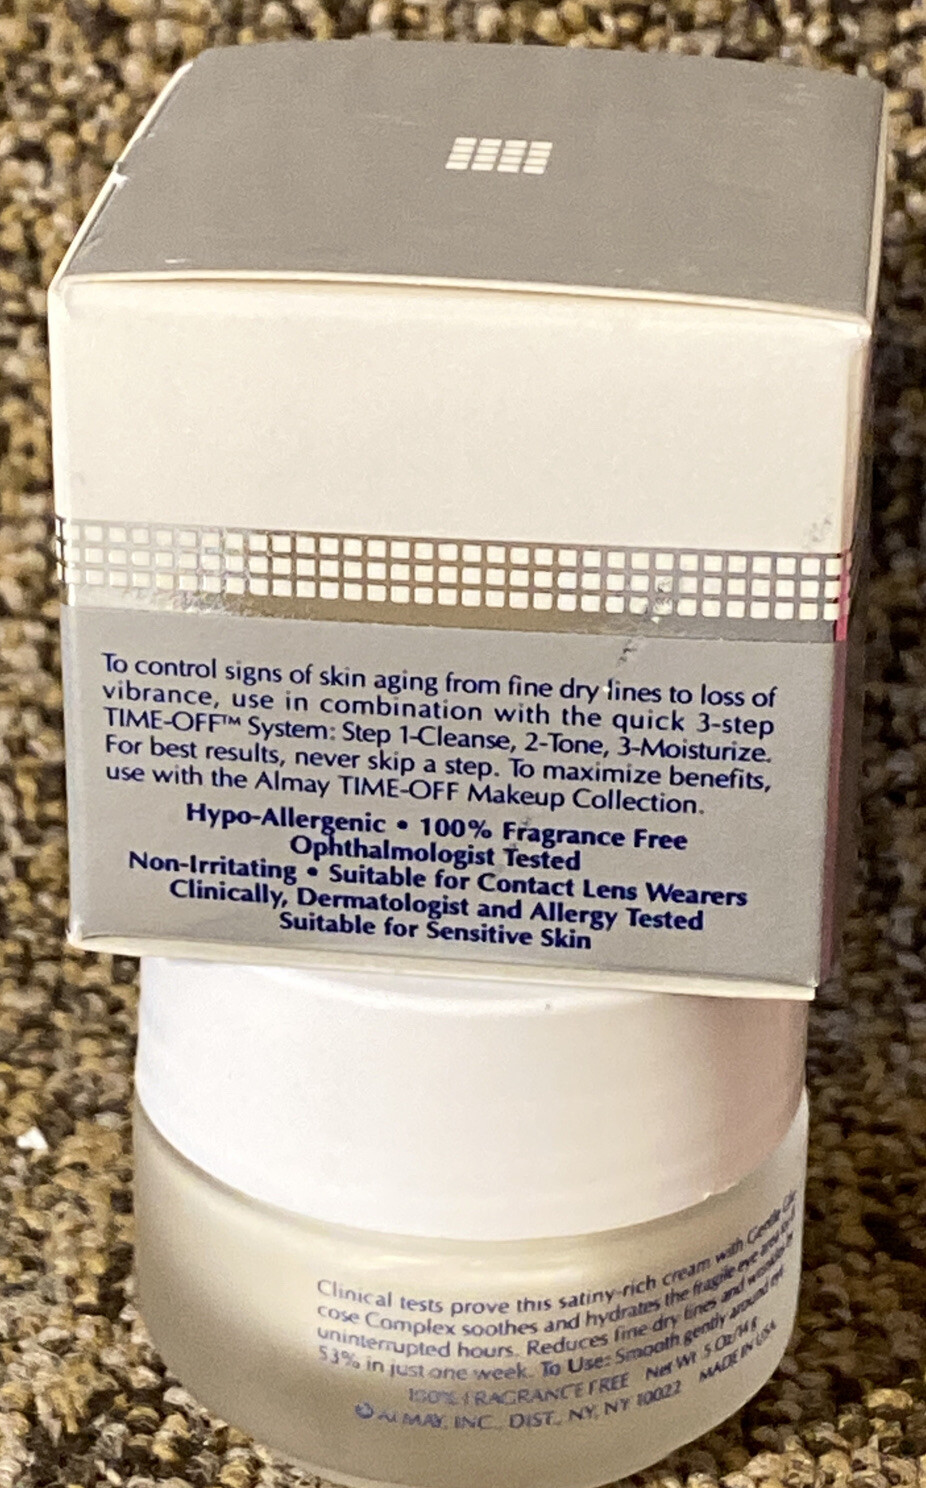 To control signs of skin aging from fine dry lines to loss of
vibrance, use in combination with the quick 3-step
TIME-OFF™ System: Step 1-Cleanse, 2-Tone, 3-Moisturize.
For best results, never skip a step. To maximize benefits,
use with the Almay TIME-OFF Makeup Collection.
Hypo-Allergenic • 100% Fragrance Free
Ophthalmologist Tested
Non-Irritating • Suitable for Contact Lens Wearers
Clinically, Dermatologist and Allergy Tested
Suitable for Sensitive Skin
Clinical tests prove this satiny-rich cream with Gentle
cose Complex soothes and hydrates the fragile eye area
uninterrupted hours. Reduces fine dry lines and wrinkles
53% in just one week. To Use: Smooth gently around eye
100% FRAGRANCE FREE Net Wt .5 Oz/14 g
ALMAY, INC., DIST., NY, NY 10022 MADE IN USA